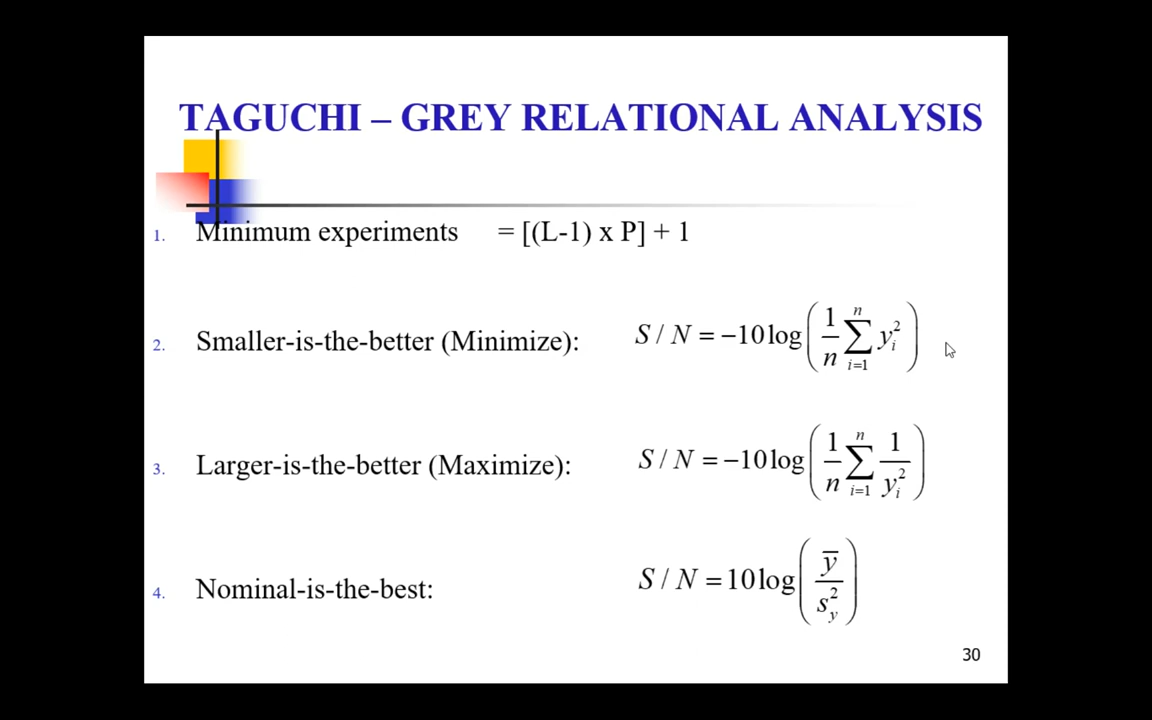 TAGUCHI – GREY RELATIONAL ANALYSIS
1. Minimum experiments = [(L-1) x P] + 1
2. Smaller-is-the-better (Minimize): S / N = −10 log ( 1/n ∑_{i=1}^{n} y_i^2 )
3. Larger-is-the-better (Maximize): S / N = −10 log ( 1/n ∑_{i=1}^{n} 1/y_i^2 )
4. Nominal-is-the-best: S / N = 10 log ( y̅ / s_y^2 )
30